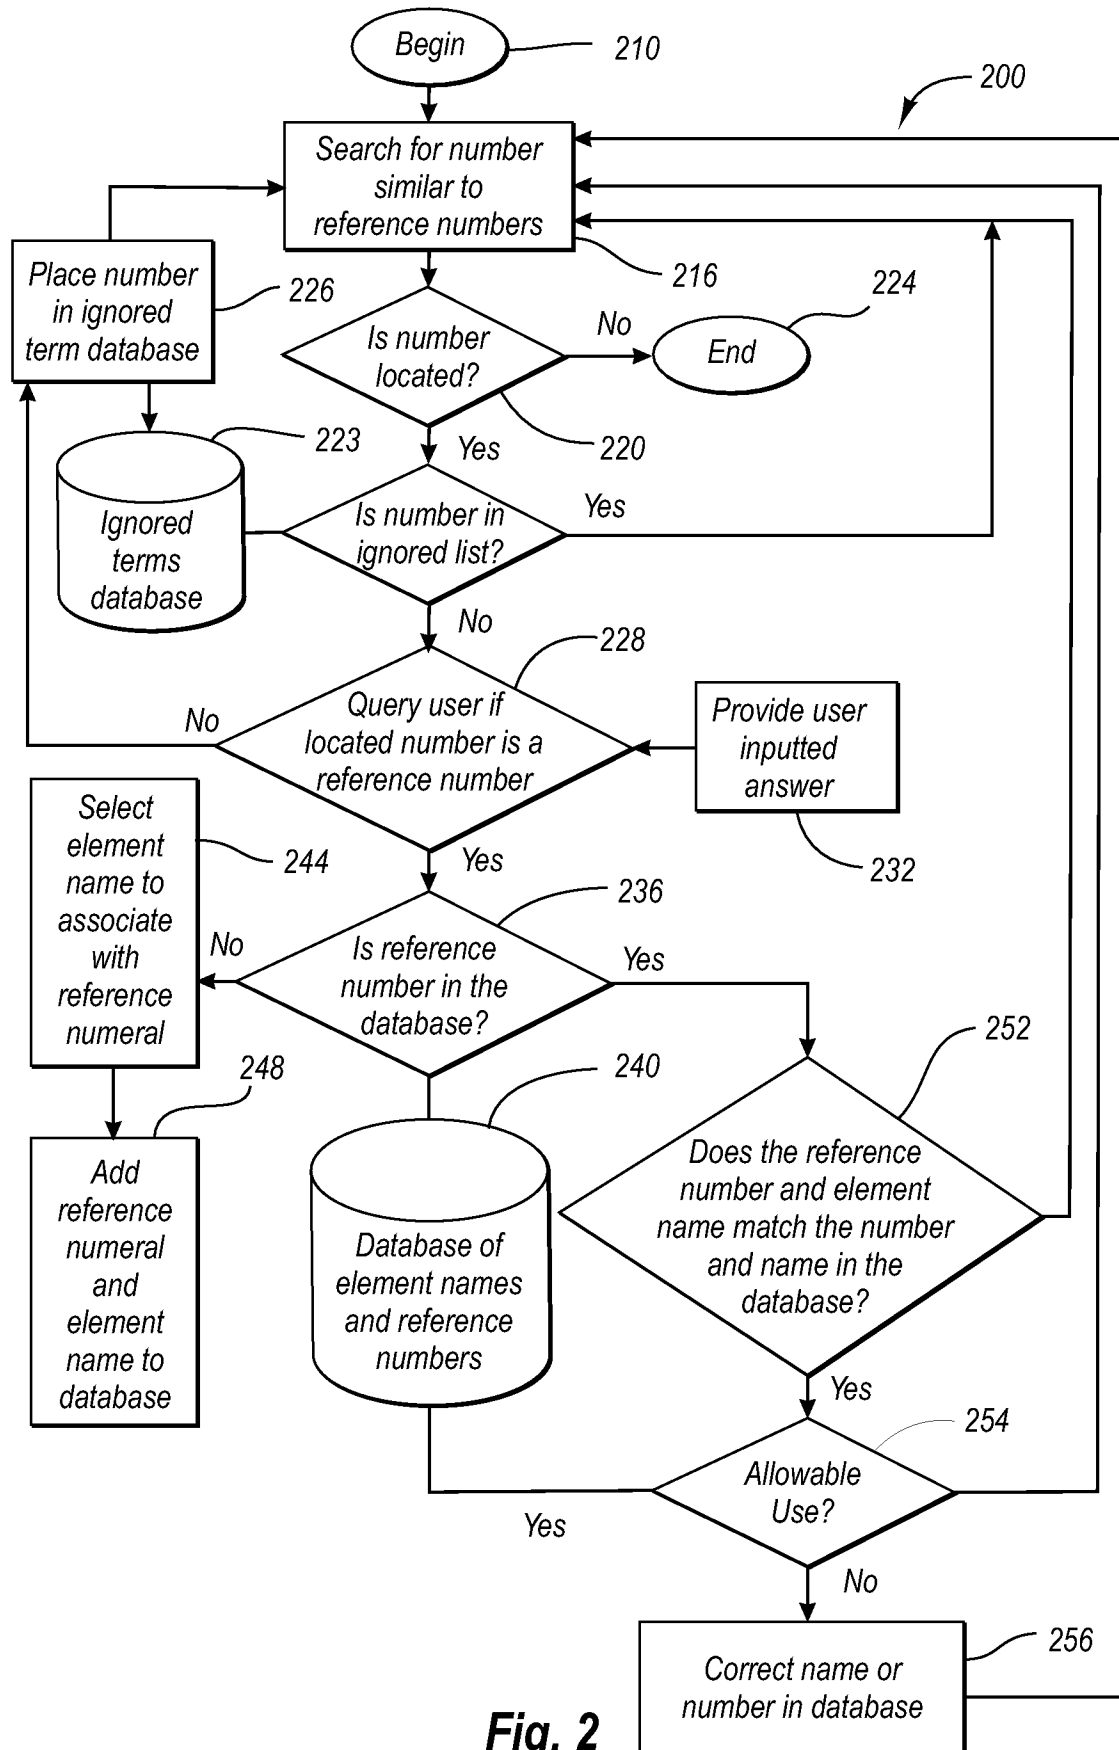 Begin
210
200
Search for number
similar to
reference numbers
216
Place number
in ignored
term database
226
Is number
located?
No
End
224
220
Yes
223
Ignored
terms
database
Is number in
ignored list?
Yes
No
228
Query user if
located number is a
reference number
No
Provide user
inputted
answer
232
Yes
Select
element
name to
associate
with
reference
numeral
244
236
Is reference
number in the
database?
No
Yes
252
248
240
Add
reference
numeral
and
element
name to
database
Database of
element names
and reference
numbers
Does the reference
number and element
name match the number
and name in the
database?
Yes
254
Allowable
Use?
Yes
No
256
Correct name or
number in database
Fig. 2